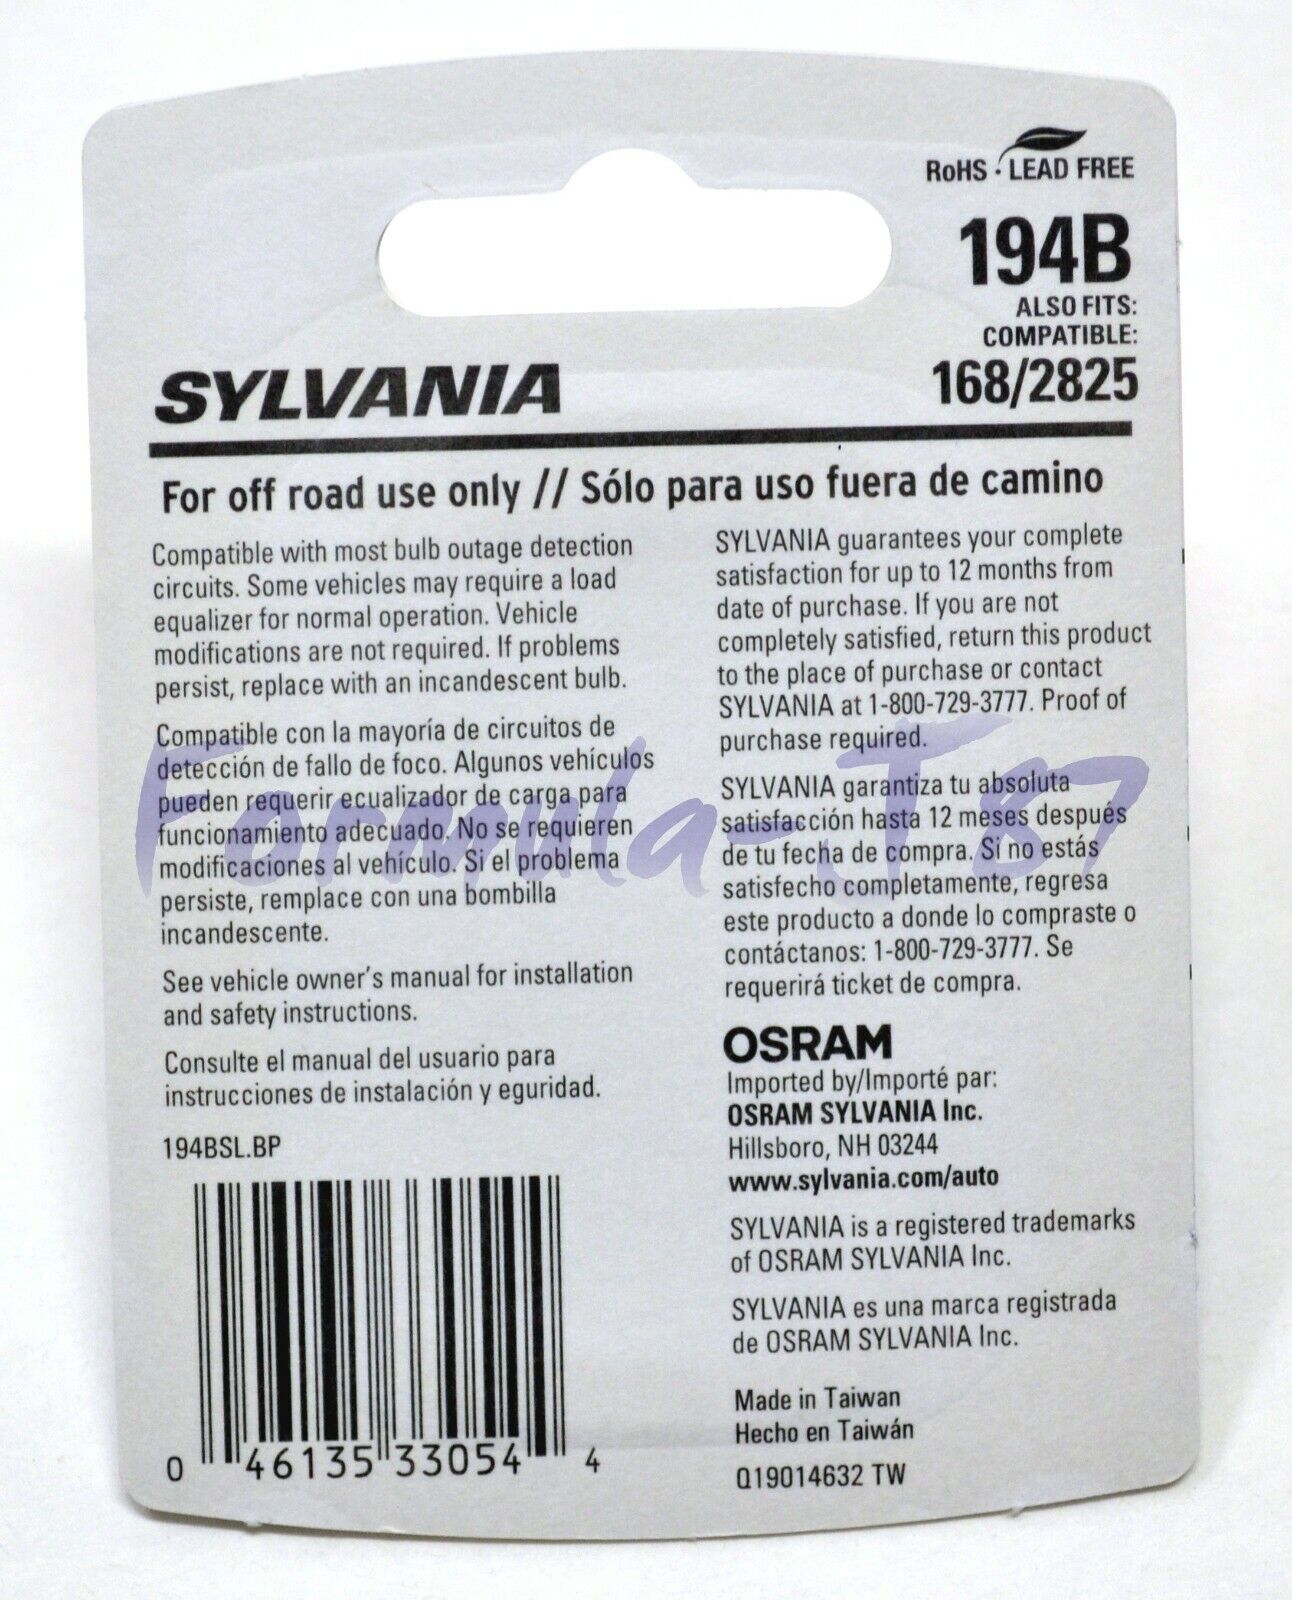 RoHS · LEAD FREE
194B
ALSO FITS:
COMPATIBLE:
168/2825
SYLVANIA
For off road use only // Sólo para uso fuera de camino
Compatible with most bulb outage detection
circuits. Some vehicles may require a load
equalizer for normal operation. Vehicle
modifications are not required. If problems
persist, replace with an incandescent bulb.
Compatible con la mayoría de circuitos de
detección de fallo de foco. Algunos vehículos
pueden requerir ecualizador de carga para
funcionamiento adecuado. No se requieren
modificaciones al vehículo. Si el problema
persiste, remplace con una bombilla
incandescente.
See vehicle owner's manual for installation
and safety instructions.
Consulte el manual del usuario para
instrucciones de instalación y eguridad.
194BSL.BP
0 46135 33054 4
SYLVANIA guarantees your complete
satisfaction for up to 12 months from
date of purchase. If you are not
completely satisfied, return this product
to the place of purchase or contact
SYLVANIA at 1-800-729-3777. Proof of
purchase required.
SYLVANIA garantiza tu absoluta
satisfacción hasta 12 meses después
de tu fecha de compra. Si no estás
satisfecho completamente, regresa
este producto a donde lo compraste o
contáctanos: 1-800-729-3777. Se
requerirá ticket de compra.
OSRAM
Imported by/Importé par:
OSRAM SYLVANIA Inc.
Hillsboro, NH 03244
www.sylvania.com/auto
SYLVANIA is a registered trademarks
of OSRAM SYLVANIA Inc.
SYLVANIA es una marca registrada
de OSRAM SYLVANIA Inc.
Made in Taiwan
Hecho en Taiwán
Q19014632 TW
Formula-J87